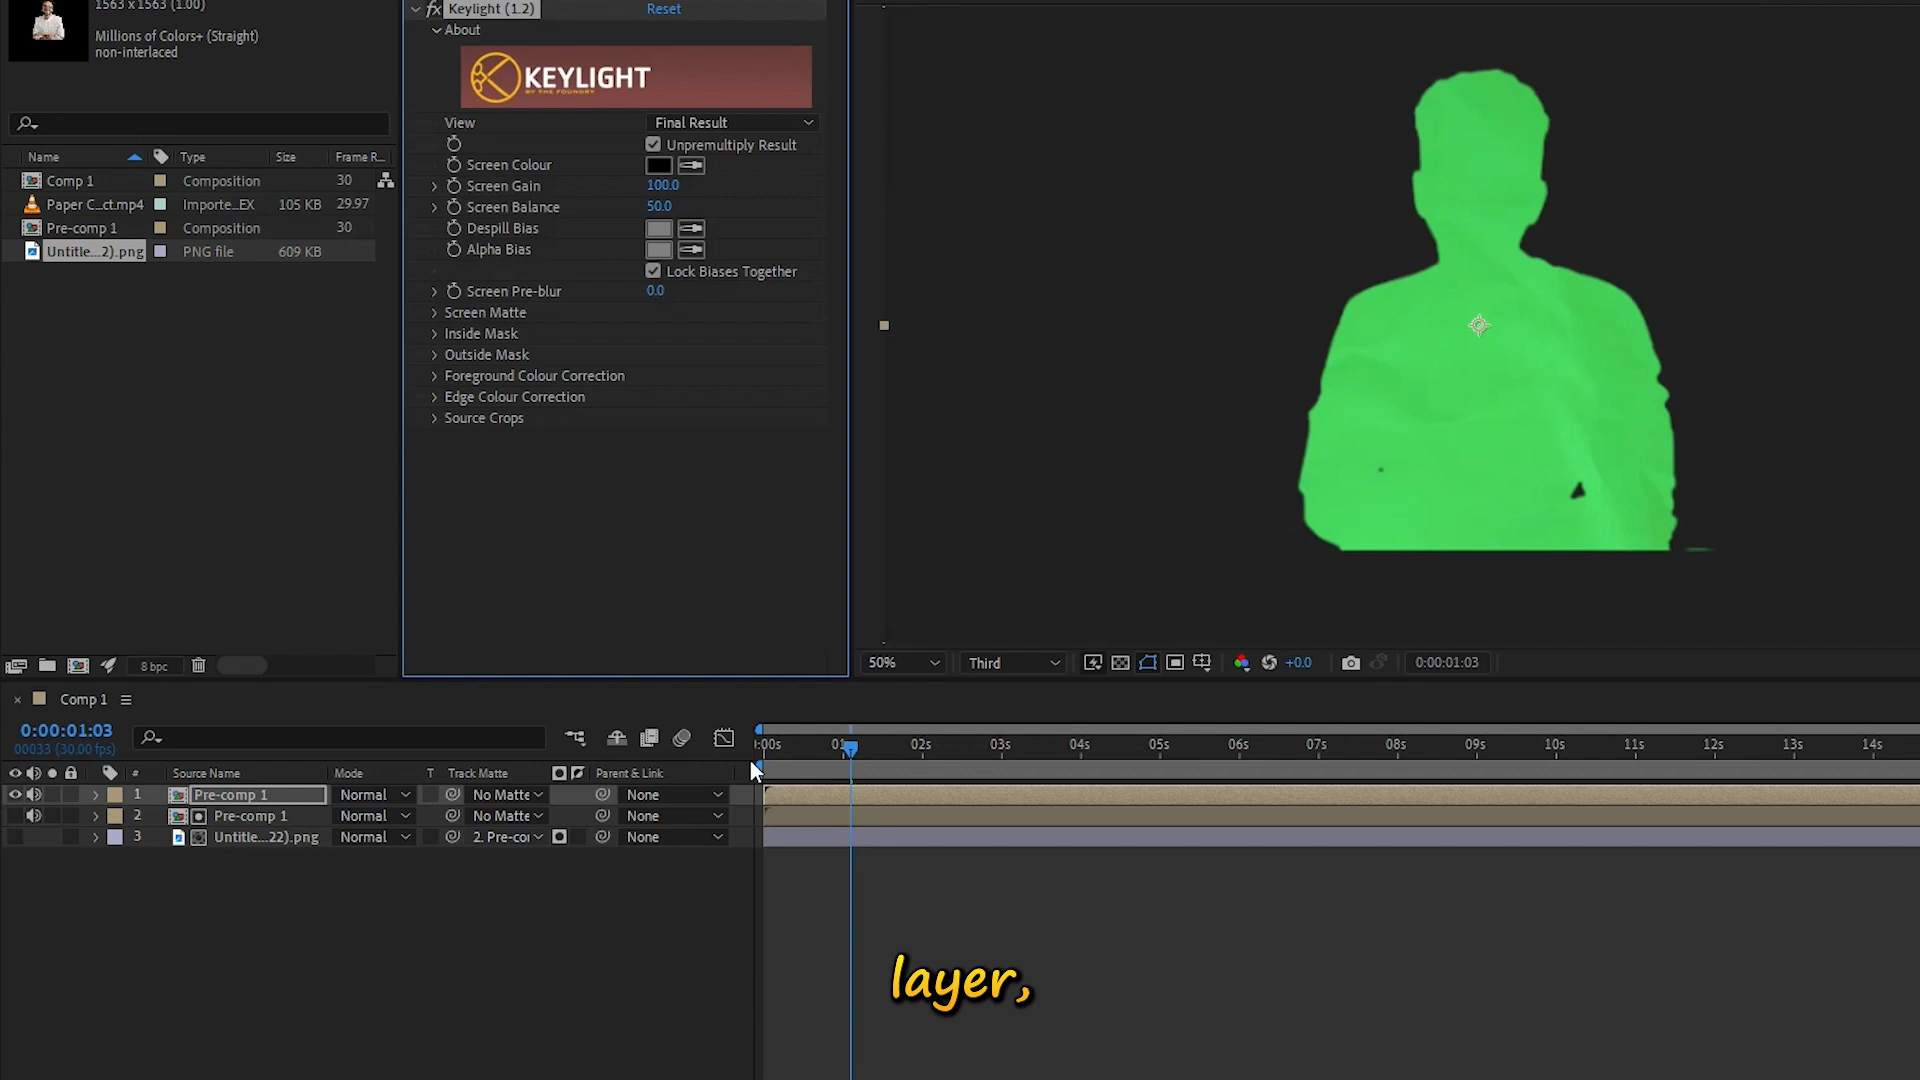 1563 x 1563 (1.00)
Millions of Colors+ (Straight)
non-interlaced
Name Type Size Frame R...
Comp 1 Composition 30
Paper C...ct.mp4 Importe...EX 105 KB 29.97
Pre-comp 1 Composition 30
Untitle...2).png PNG file 609 KB
8 bpc
fx Keylight (1.2) Reset
About
KEYLIGHT
BY THE FOUNDRY
View Final Result
Unpremultiply Result
Screen Colour
Screen Gain 100.0
Screen Balance 50.0
Despill Bias
Alpha Bias
Lock Biases Together
Screen Pre-blur 0.0
Screen Matte
Inside Mask
Outside Mask
Foreground Colour Correction
Edge Colour Correction
Source Crops
50% Third +0.0 0:00:01:03
Comp 1
0:00:01:03
00033 (30.00 fps)
:00s 01 02s 03s 04s 05s 06s 07s 08s 09s 10s 11s 12s 13s 14s
# Source Name Mode T Track Matte Parent & Link
1 Pre-comp 1 Normal No Matte None
2 Pre-comp 1 Normal No Matte None
3 Untitle...22).png Normal 2. Pre-co None
layer,